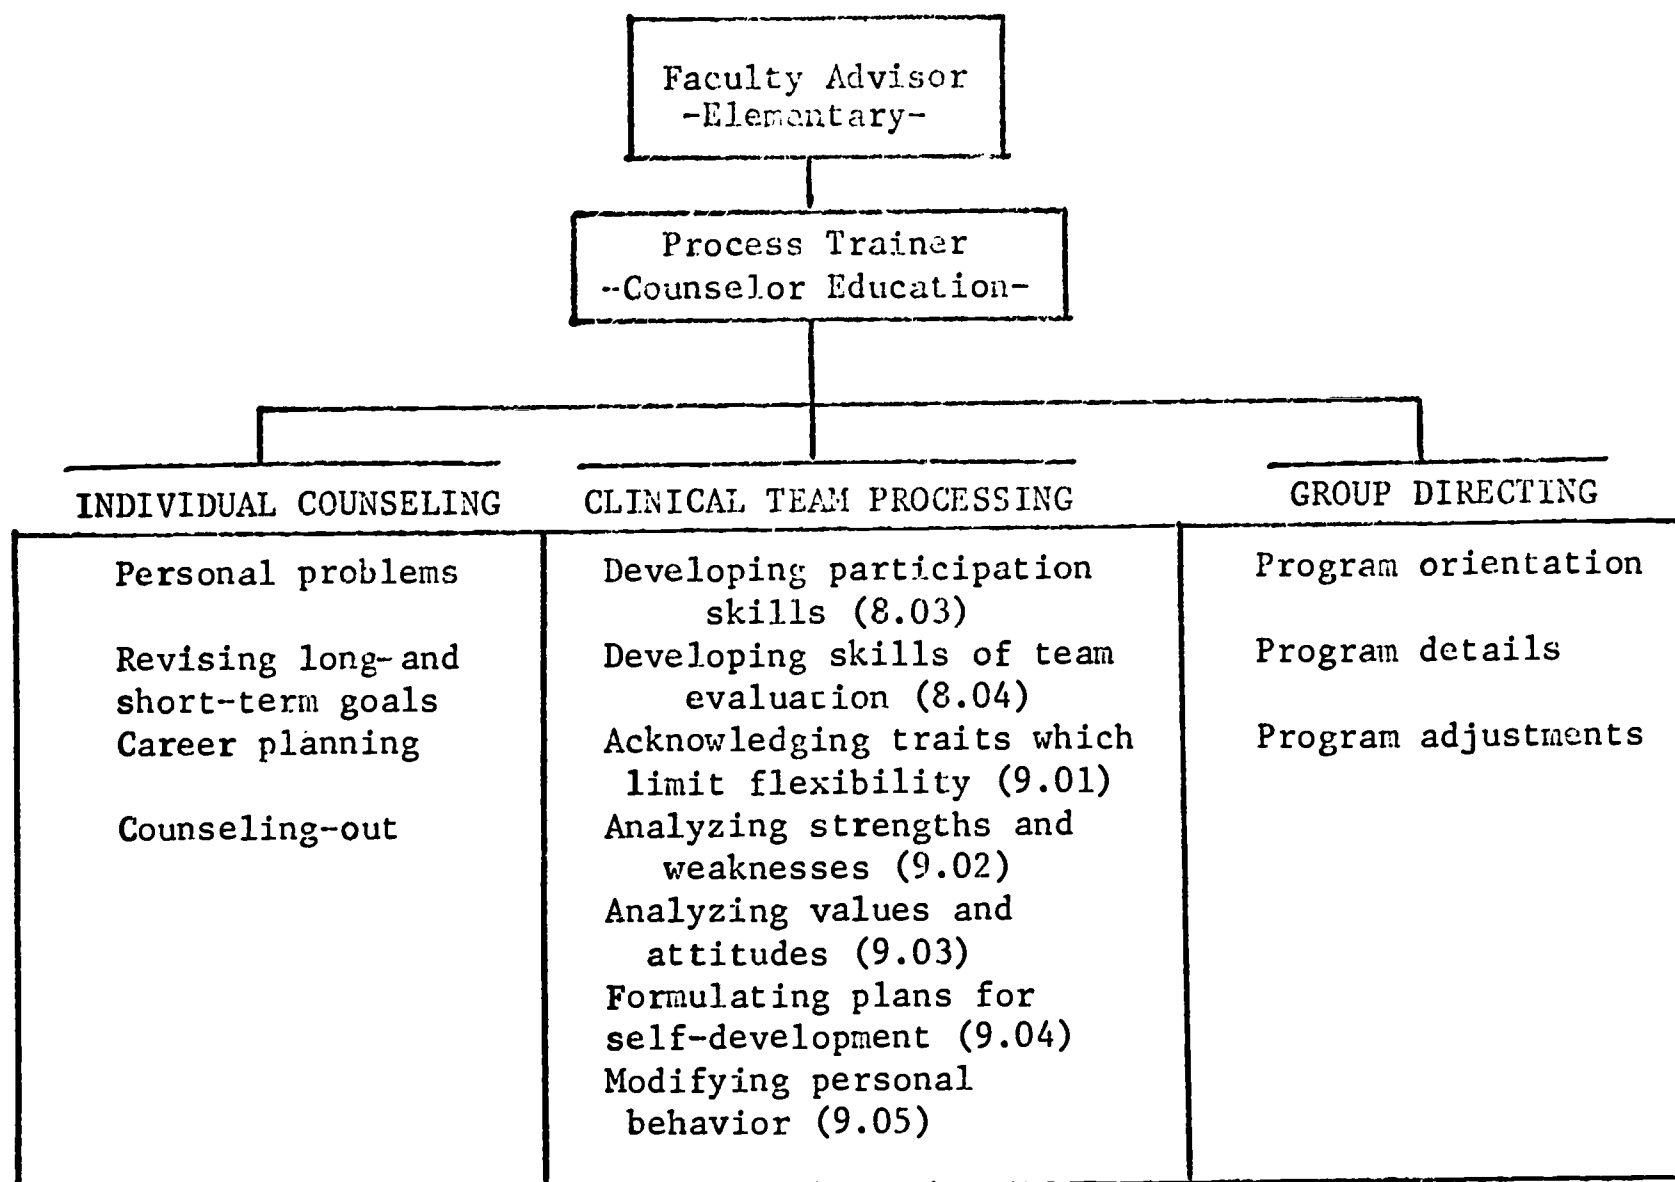 Faculty Advisor
-Elementary-
Process Trainer
-Counselor Education-
INDIVIDUAL COUNSELING
Personal problems
Revising long-and
short-term goals
Career planning
Counseling-out
CLINICAL TEAM PROCESSING
Developing participation
skills (8.03)
Developing skills of team
evaluation (8.04)
Acknowledging traits which
limit flexibility (9.01)
Analyzing strengths and
weaknesses (9.02)
Analyzing values and
attitudes (9.03)
Formulating plans for
self-development (9.04)
Modifying personal
behavior (9.05)
GROUP DIRECTING
Program orientation
Program details
Program adjustments